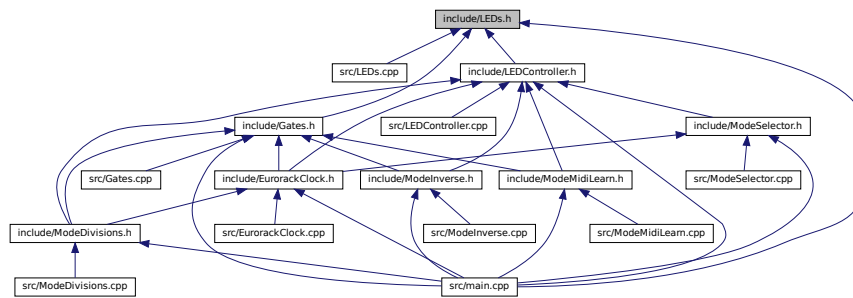 include/LEDs.h
src/LEDs.cpp
include/LEDController.h
include/Gates.h
src/LEDController.cpp
include/ModeSelector.h
src/Gates.cpp
include/EurorackClock.h
include/ModeInverse.h
include/ModeMidiLearn.h
src/ModeSelector.cpp
include/ModeDivisions.h
src/EurorackClock.cpp
src/ModeInverse.cpp
src/ModeMidiLearn.cpp
src/ModeDivisions.cpp
src/main.cpp